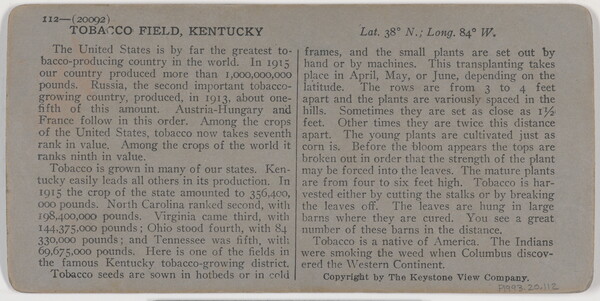 112—(20092)
TOBACCO FIELD, KENTUCKY
Lat. 38° N.; Long. 84° W.
The United States is by far the greatest to-
bacco-producing country in the world. In 1915
our country produced more than 1,000,000,000
pounds. Russia, the second important tobacco-
growing country, produced, in 1913, about one-
fifth of this amount. Austria-Hungary and
France follow in this order. Among the crops
of the United States, tobacco now takes seventh
rank in value. Among the crops of the world it
ranks ninth in value.
Tobacco is grown in many of our states. Ken-
tucky easily leads all others in its production. In
1915 the crop of the state amounted to 356,400,
000 pounds. North Carolina ranked second, with
198,400,000 pounds. Virginia came third, with
144,375,000 pounds; Ohio stood fourth, with 84
330,000 pounds; and Tennessee was fifth, with
69,675,000 pounds. Here is one of the fields in
the famous Kentucky tobacco-growing district.
Tobacco seeds are sown in hotbeds or in cold
frames, and the small plants are set out by
hand or by machines. This transplanting takes
place in April, May, or June, depending on the
latitude. The rows are from 3 to 4 feet
apart and the plants are variously spaced in the
hills. Sometimes they are set as close as 1½
feet. Other times they are twice this distance
apart. The young plants are cultivated just as
corn is. Before the bloom appears the tops are
broken out in order that the strength of the plant
may be forced into the leaves. The mature plants
are from four to six feet high. Tobacco is har-
vested either by cutting the stalks or by breaking
the leaves off. The leaves are hung in large
barns where they are cured. You see a great
number of these barns in the distance.
Tobacco is a native of America. The Indians
were smoking the weed when Columbus discov-
ered the Western Continent.
Copyright by The Keystone View Company.